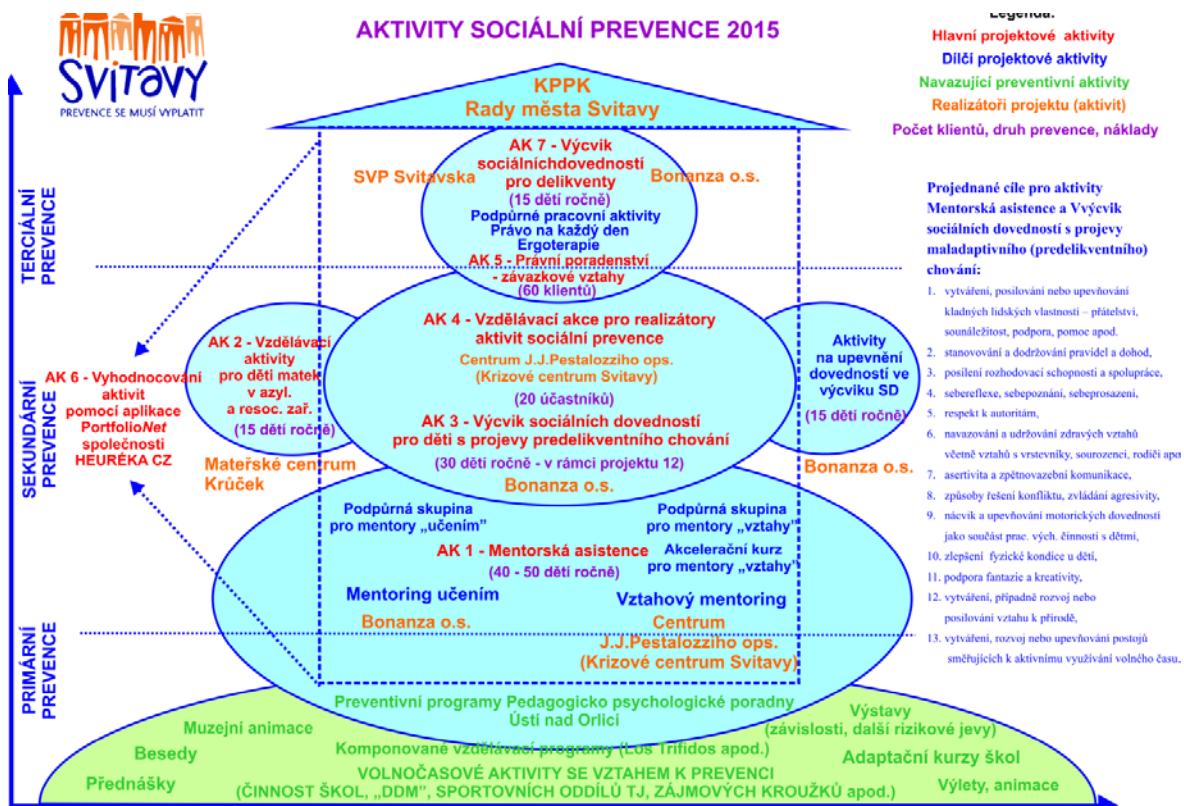 SVITAVY
PREVENCE SE MUSÍ VYPLATIT
AKTIVITY SOCIÁLNÍ PREVENCE 2015
Legenda:
Hlavní projektové aktivity
Dílčí projektové aktivity
Navazující preventivní aktivity
Realizátoři projektu (aktivit)
Počet klientů, druh prevence, náklady
KPPK
Rady města Svitavy
TERCIÁLNÍ
PREVENCE
SVP Svitavska
AK 7 - Výcvik
sociálníchdovedností
pro delikventy
(15 dětí ročně)
Podpůrné pracovní aktivity
Právo na každý den
Ergoterapie
AK 5 - Právní poradenství
- závazkové vztahy
(60 klientů)
Bonanza o.s.
SEKUNDÁRNÍ
PREVENCE
AK 6 - Vyhodnocování
aktivit
pomocí aplikace
PortfolioNet
společnosti
HEURÉKA CZ
AK 2 - Vzdělávací
aktivity
pro děti matek
v azyl.
a resoc. zař.
(15 dětí ročně)
Mateřské centrum
Krůček
AK 4 - Vzdělávací akce pro realizátory
aktivit sociální prevence
Centrum J.J.Pestalozziho ops.
(Krizové centrum Svitavy)
(20 účastníků)
AK 3 - Výcvik sociálních dovedností
pro děti s projevy predelikventního chování
(30 dětí ročně - v rámci projektu 12)
Bonanza o.s.
Aktivity
na upevnění
dovedností ve
výcviku SD
(15 dětí ročně)
Bonanza o.s.
Podpůrná skupina
pro mentory „učením”
Podpůrná skupina
pro mentory „vztahy”
AK 1 - Mentorská asistence
(40 - 50 dětí ročně)
Akcelerační kurz
pro mentory „vztahy”
Mentoring učením
Bonanza o.s.
Vztahový mentoring
Centrum
J.J.Pestalozziho ops.
(Krizové centrum Svitavy)
PRIMÁRNÍ
PREVENCE
Preventivní programy Pedagogicko psychologické poradny
Ústí nad Orlicí
Muzejní animace
Besedy
Přednášky
Komponované vzdělávací programy (Los Trifidos apod.)
VOLNOČASOVÉ AKTIVITY SE VZTAHEM K PREVENCI
(ČINNOST ŠKOL, „DDM”, SPORTOVNÍCH ODDÍLŮ TJ, ZÁJMOVÝCH KROUŽKŮ apod.)
Výstavy
(závislosti, další rizikové jevy)
Adaptační kurzy škol
Výlety, animace
Projednané cíle pro aktivity
Mentorská asistence a Vvýcvik
sociálních dovedností s projevy
maladaptivního (predelikventního)
chování:
1. vytváření, posilování nebo upevňování
kladných lidských vlastností – přátelství,
sounáležitost, podpora, pomoc apod.
2. stanovování a dodržování pravidel a dohod,
3. posílení rozhodovací schopnosti a spolupráce,
4. sebereflexe, sebepoznání, sebeprosazení,
5. respekt k autoritám,
6. navazování a udržování zdravých vztahů
včetně vztahů s vrstevníky, sourozenci, rodiči apo
7. asertivita a zpětnovazební komunikace,
8. způsoby řešení konfliktu, zvládání agresivity,
9. nácvik a upevňování motorických dovedností
jako součást prac. vých. činnosti s dětmi,
10. zlepšení fyzické kondice u dětí,
11. podpora fantazie a kreativity,
12. vytváření, případně rozvoj nebo
posilování vztahu k přírodě,
13. vytváření, rozvoj nebo upevňování postojů
směřujících k aktivnímu využívání volného času.